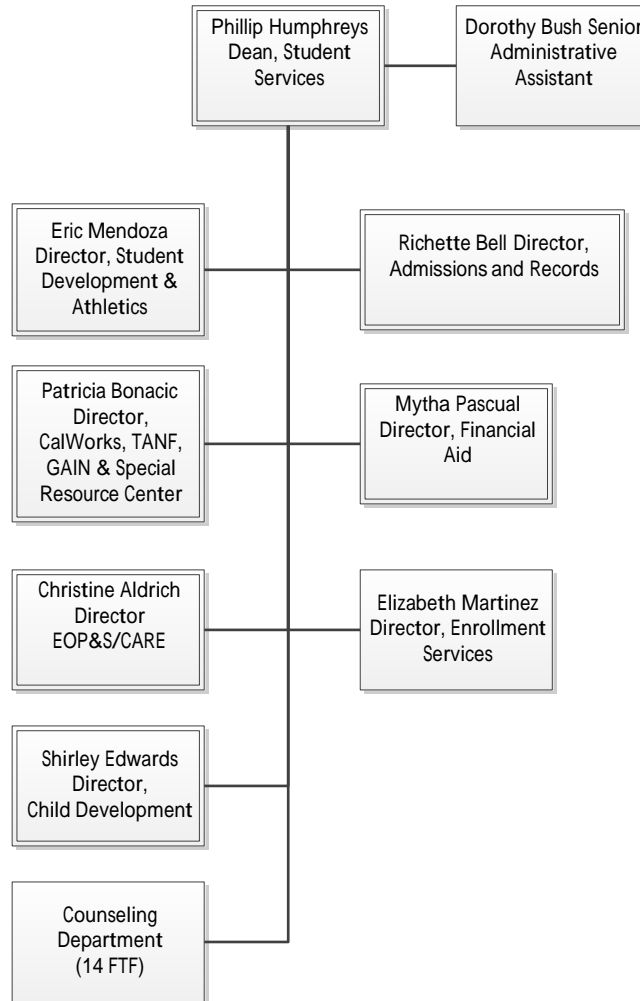 Phillip Humphreys
Dean, Student
Services
Dorothy Bush Senior
Administrative
Assistant
Eric Mendoza
Director, Student
Development &
Athletics
Richette Bell Director,
Admissions and Records
Patricia Bonacic
Director,
CalWorks, TANF,
GAIN & Special
Resource Center
Mytha Pascual
Director, Financial
Aid
Christine Aldrich
Director
EOP&S/CARE
Elizabeth Martinez
Director, Enrollment
Services
Shirley Edwards
Director,
Child Development
Counseling
Department
(14 FTF)